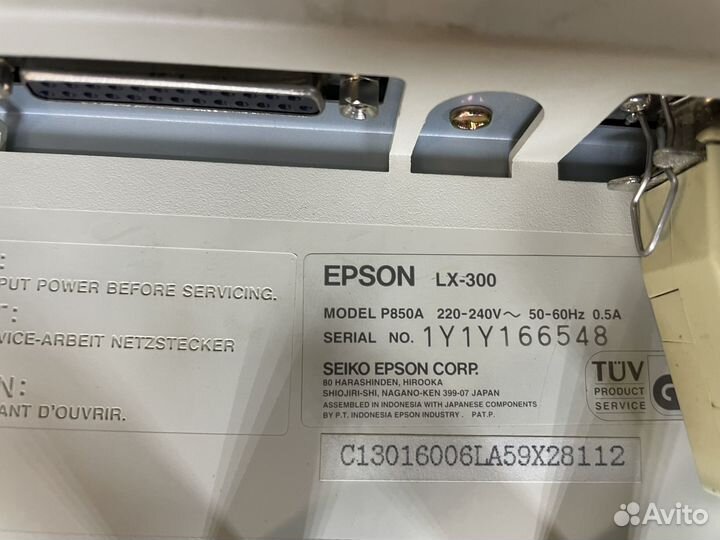 :
PUT POWER BEFORE SERVICING.
:
VICE-ARBEIT NETZSTECKER
N:
ANT D'OUVRIR.
EPSON LX-300
MODEL P850A 220-240V～ 50-60Hz 0.5A
SERIAL NO. 1Y1Y166548
SEIKO EPSON CORP.
80 HARASHINDEN, HIROOKA
SHIOJIRI-SHI, NAGANO-KEN 399-07 JAPAN
ASSEMBLED IN INDONESIA WITH JAPANESE COMPONENTS
BY P.T. INDONESIA EPSON INDUSTRY . PAT.P.
TÜV
PRODUCT
SERVICE
C13016006LA59X28112
Avito